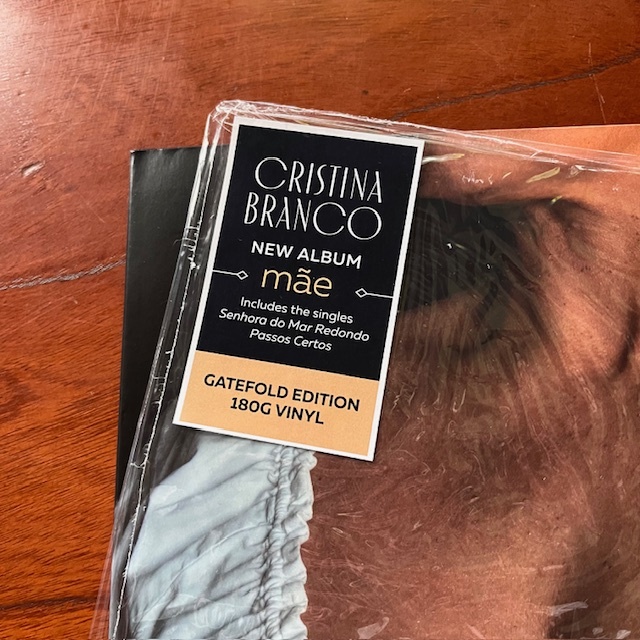 CRISTINA
BRANCO
NEW ALBUM
mãe
Includes the singles
Senhora do Mar Redondo
Passos Certos
GATEFOLD EDITION
180G VINYL